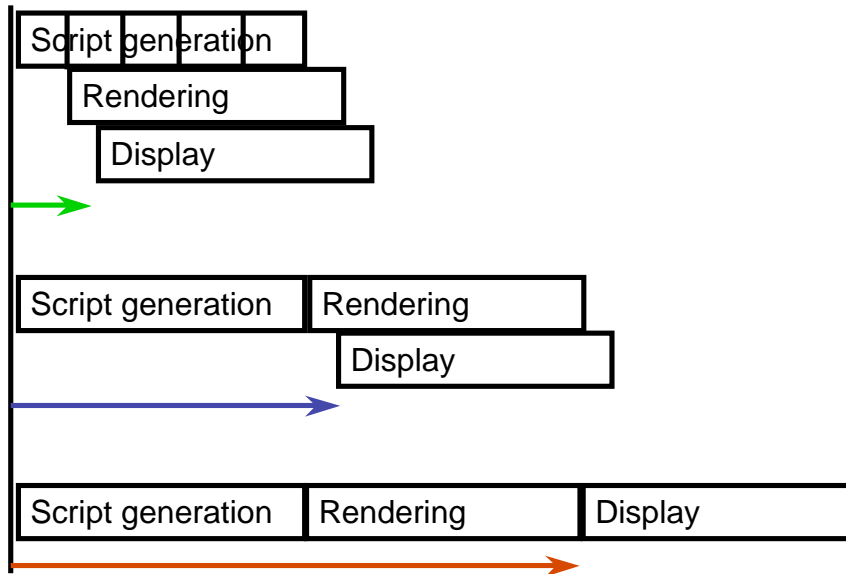 Script generation
Rendering
Display
Script generation Rendering
Display
Script generation Rendering Display